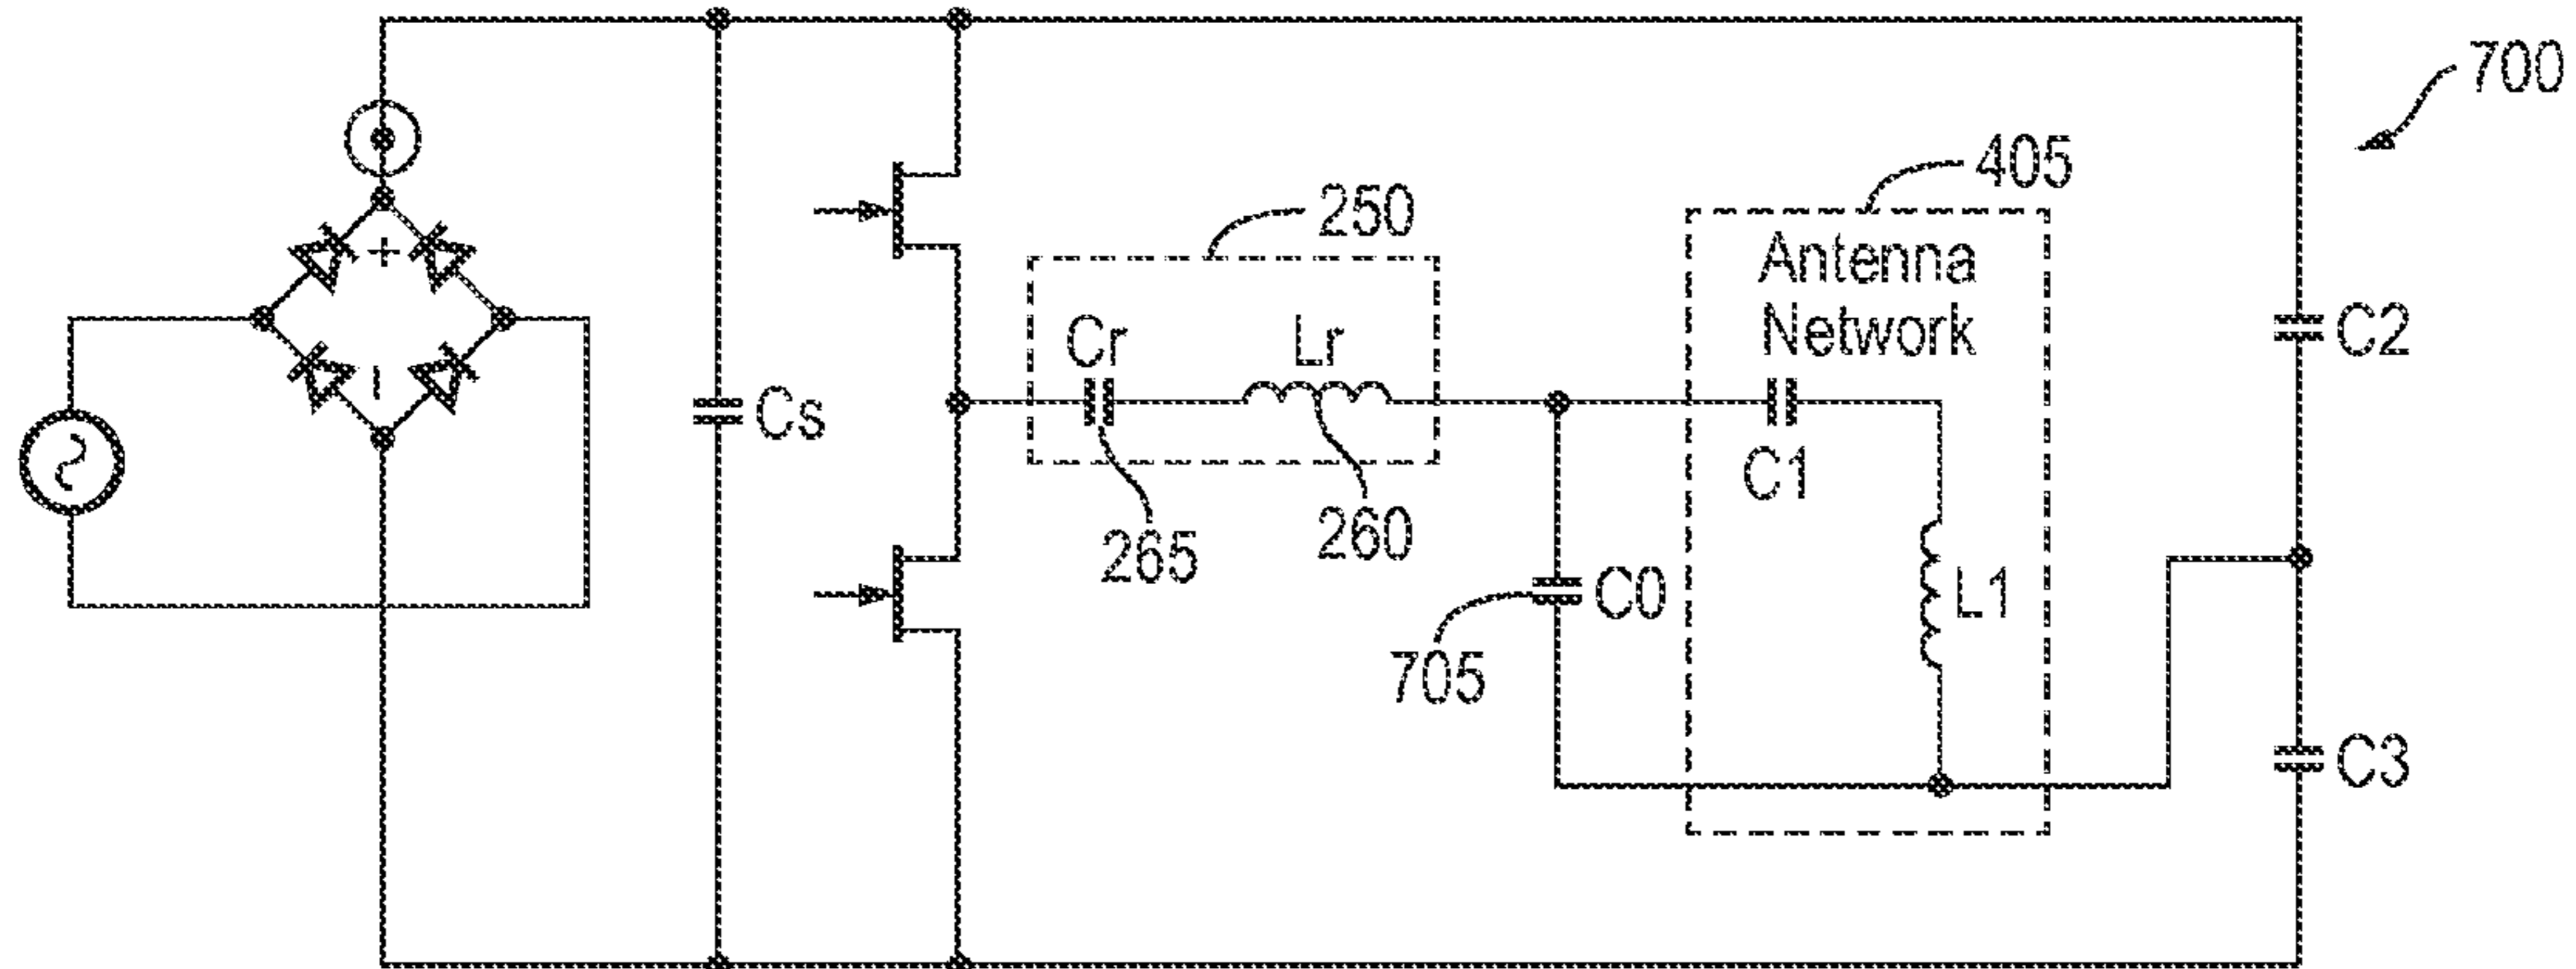 700
405
250
Antenna
Network
+
Cr
Lr
C2
−
Cs
C1
265
260
C0
L1
705
C3